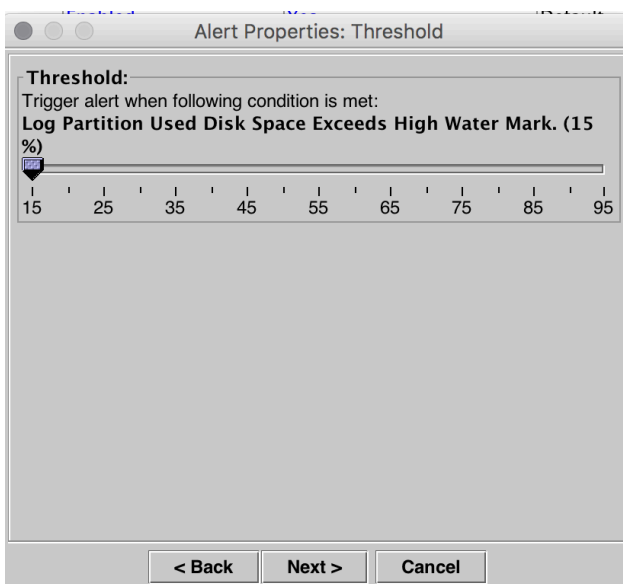 Alert Properties: Threshold
Threshold:
Trigger alert when following condition is met:
Log Partition Used Disk Space Exceeds High Water Mark. (15
%)
15 25 35 45 55 65 75 85 95
< Back Next > Cancel